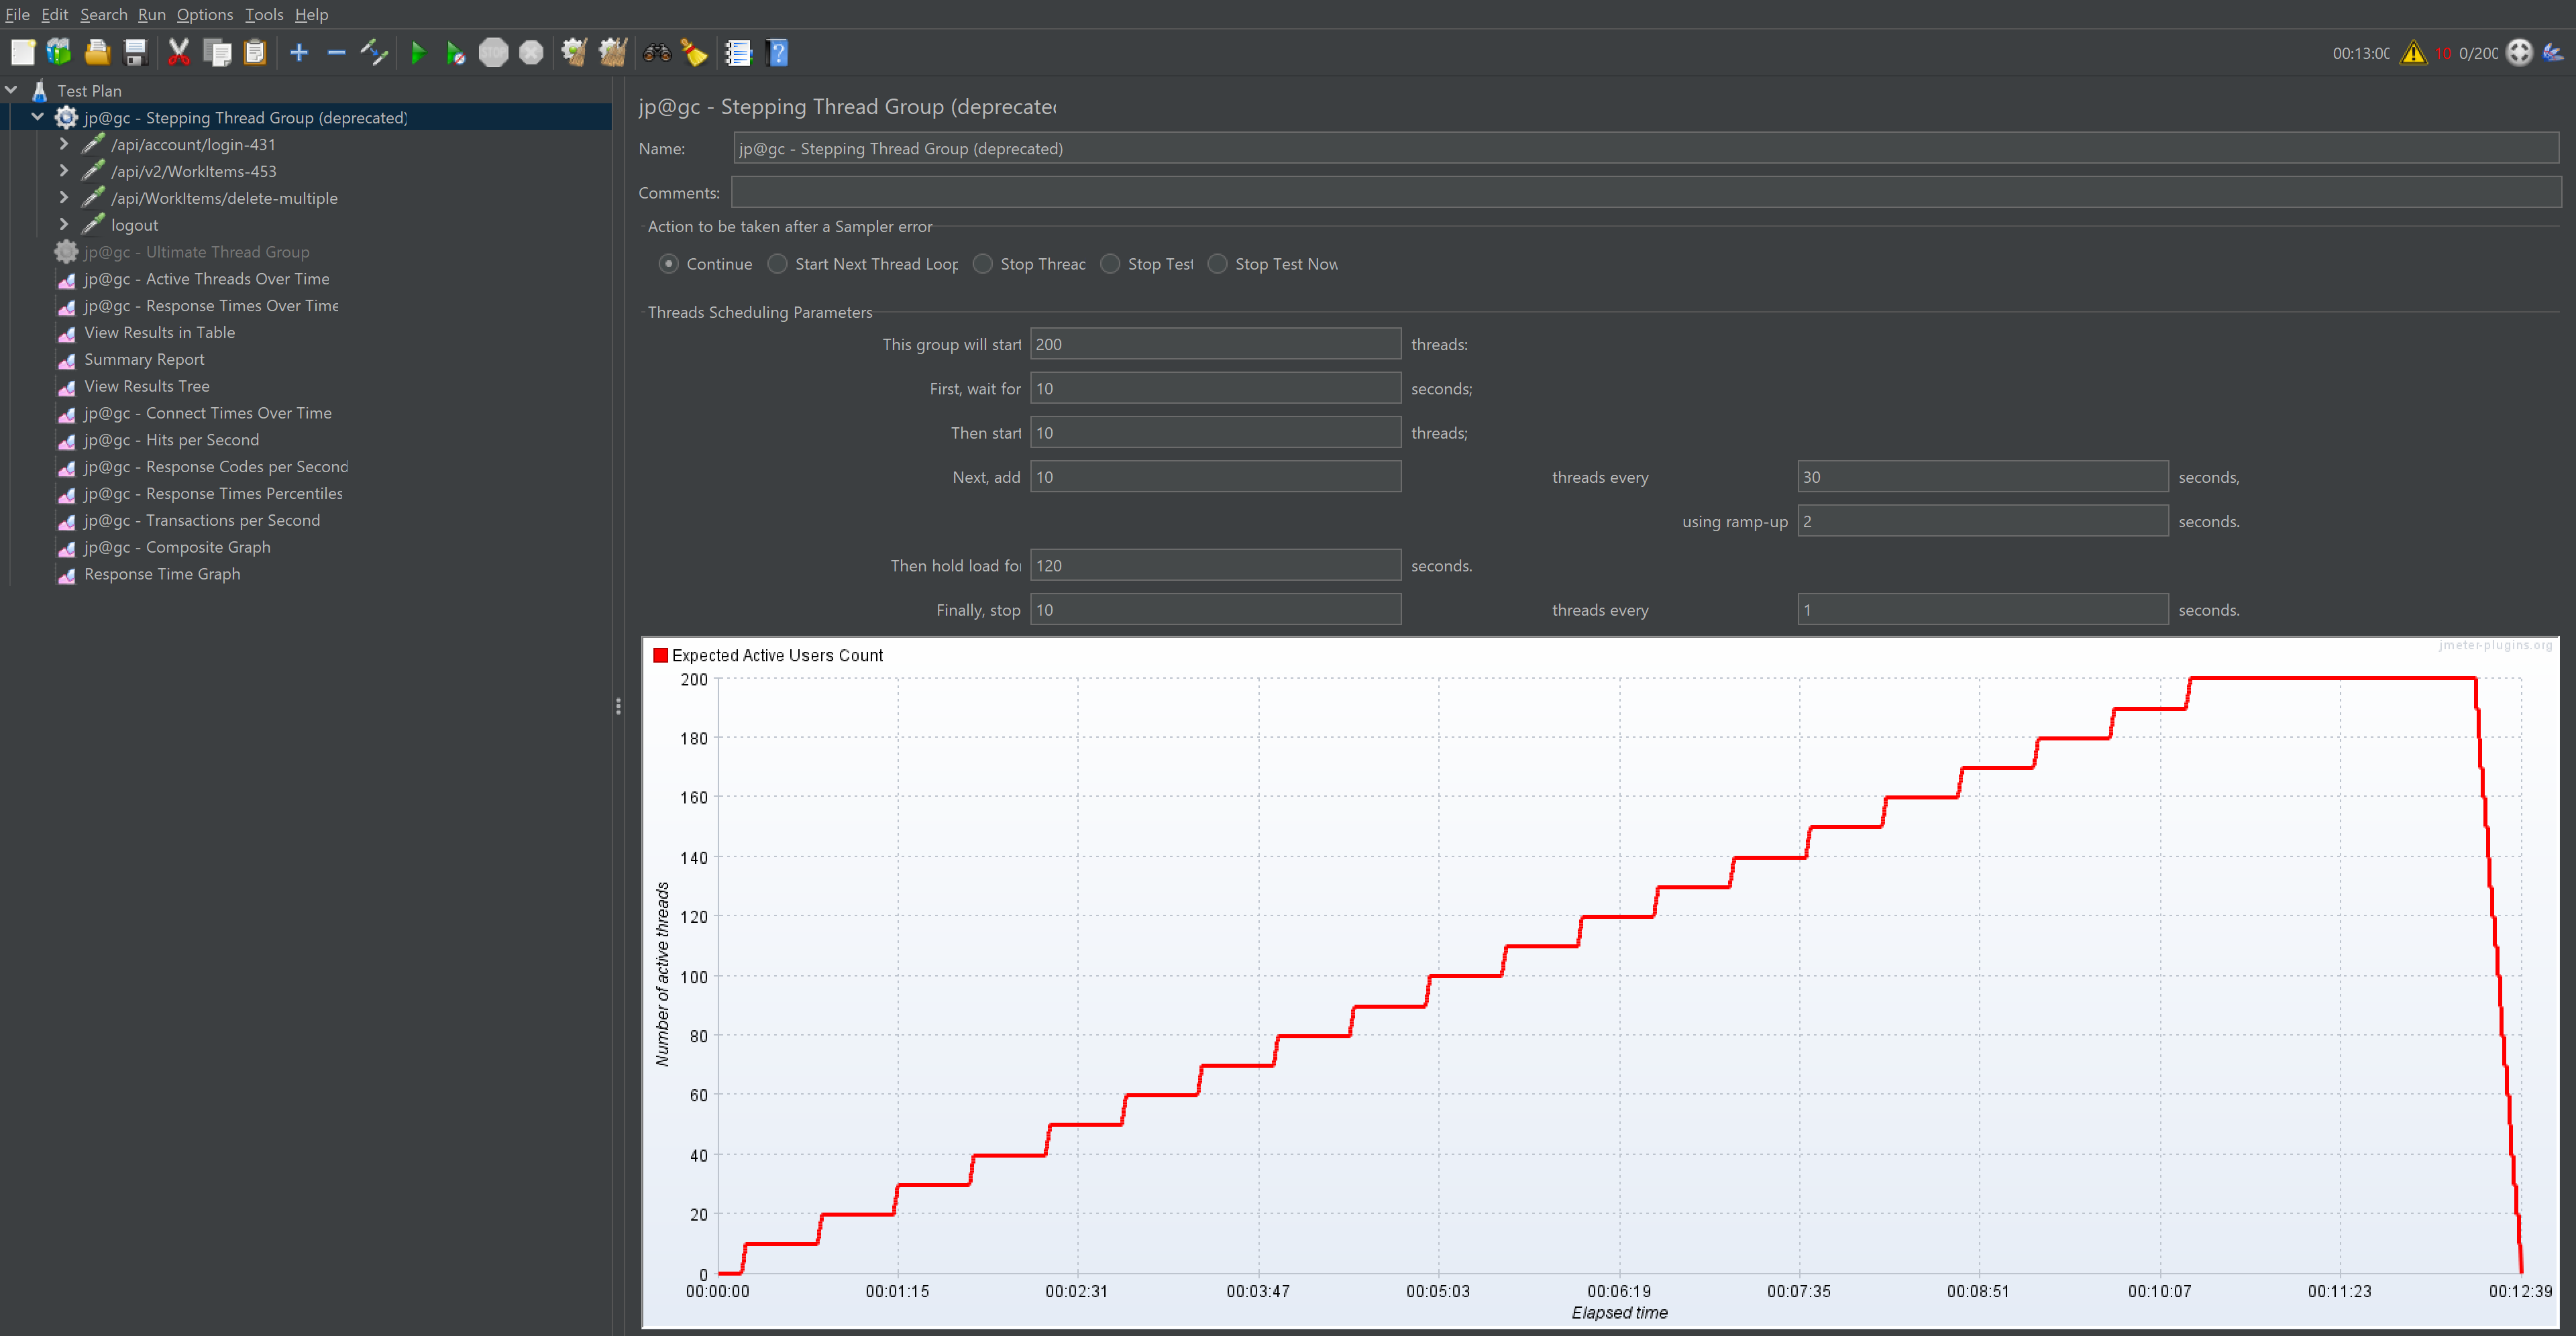 File Edit Search Run Options Tools Help
STOP
00:13:00 10 0/200
Test Plan
jp@gc - Stepping Thread Group (deprecated)
/api/account/login-431
/api/v2/WorkItems-453
/api/WorkItems/delete-multiple
logout
jp@gc - Ultimate Thread Group
jp@gc - Active Threads Over Time
jp@gc - Response Times Over Time
View Results in Table
Summary Report
View Results Tree
jp@gc - Connect Times Over Time
jp@gc - Hits per Second
jp@gc - Response Codes per Second
jp@gc - Response Times Percentiles
jp@gc - Transactions per Second
jp@gc - Composite Graph
Response Time Graph
jp@gc - Stepping Thread Group (deprecated
Name: jp@gc - Stepping Thread Group (deprecated)
Comments:
Action to be taken after a Sampler error
Continue Start Next Thread Loop Stop Thread Stop Test Stop Test Now
Threads Scheduling Parameters
This group will start 200 threads:
First, wait for 10 seconds;
Then start 10 threads;
Next, add 10 threads every 30 seconds,
using ramp-up 2 seconds.
Then hold load for 120 seconds.
Finally, stop 10 threads every 1 seconds.
jmeter-plugins.org
Expected Active Users Count
200
180
160
140
120
100
80
60
40
20
0
Number of active threads
00:00:00 00:01:15 00:02:31 00:03:47 00:05:03 00:06:19 00:07:35 00:08:51 00:10:07 00:11:23 00:12:39
Elapsed time